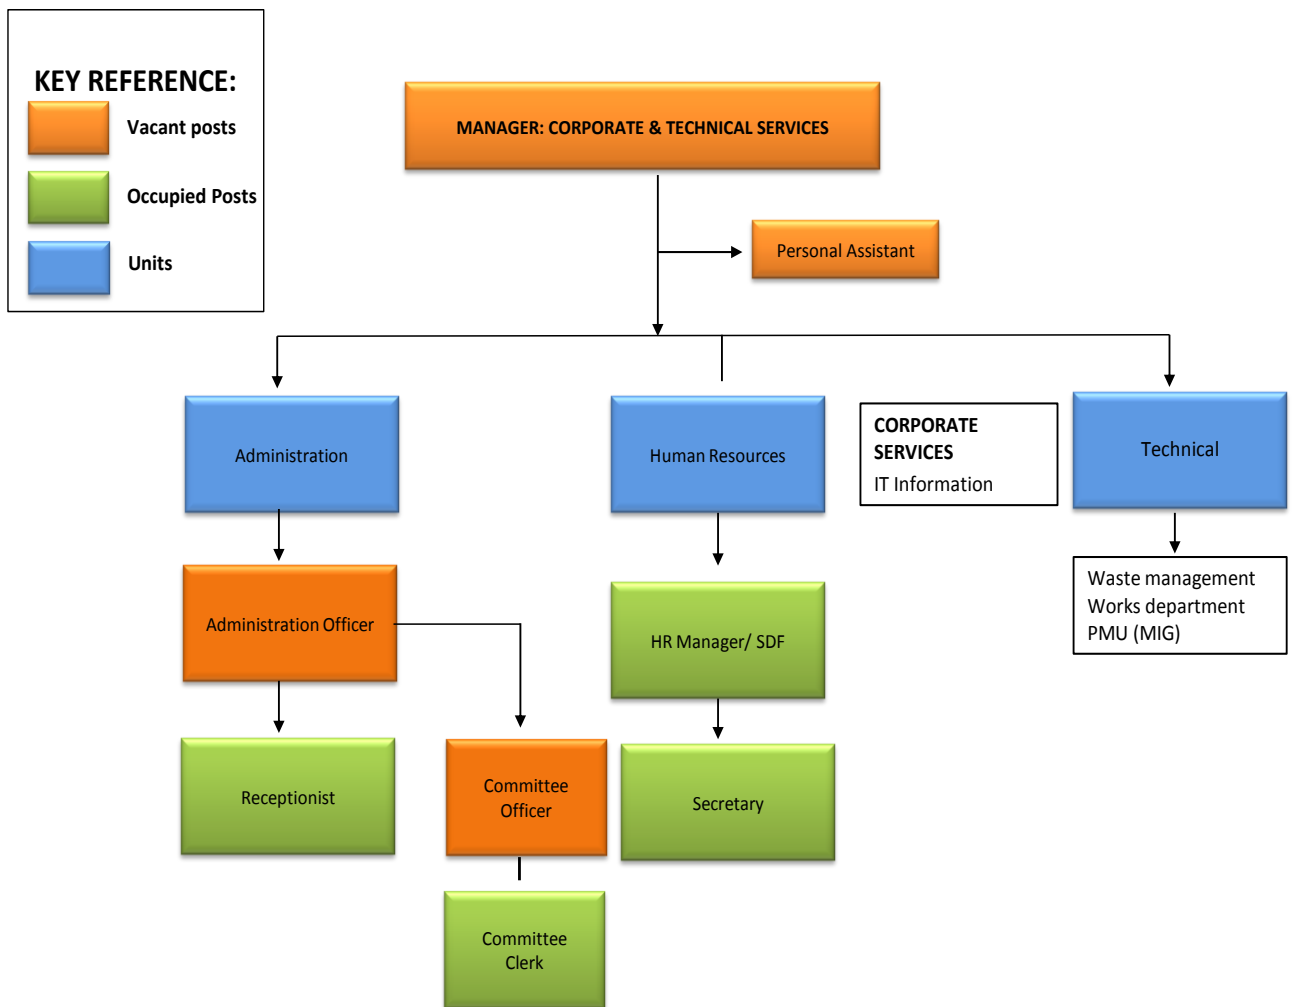 KEY REFERENCE:
Vacant posts
Occupied Posts
Units
MANAGER: CORPORATE & TECHNICAL SERVICES
Personal Assistant
Administration
Human Resources
CORPORATE
SERVICES
IT Information
Technical
Administration Officer
HR Manager/ SDF
Waste management
Works department
PMU (MIG)
Receptionist
Committee
Officer
Secretary
Committee
Clerk